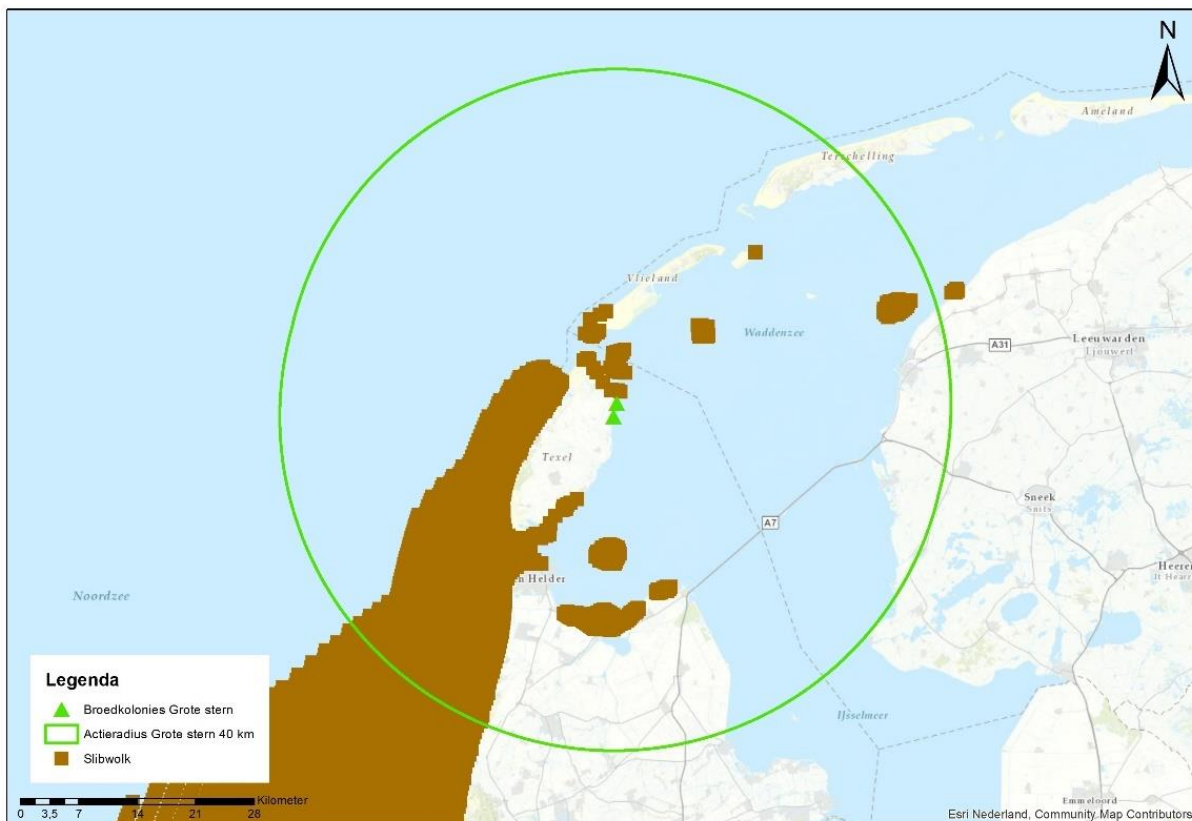 N
Ameland
Terschelling
Vlieland
Waddenzee
A31
Leeuwarden
Ljouwert
Texel
Sneek
Snits
A7
n Helder
Heeren
It Hearr
Noordzee
IJsselmeer
Legenda
Broedkolonies Grote stern
Actieradius Grote stern 40 km
Slibwolk
Kilometer
0 3,5 7 14 21 28
Emmeloord
Esri Nederland, Community Map Contributors